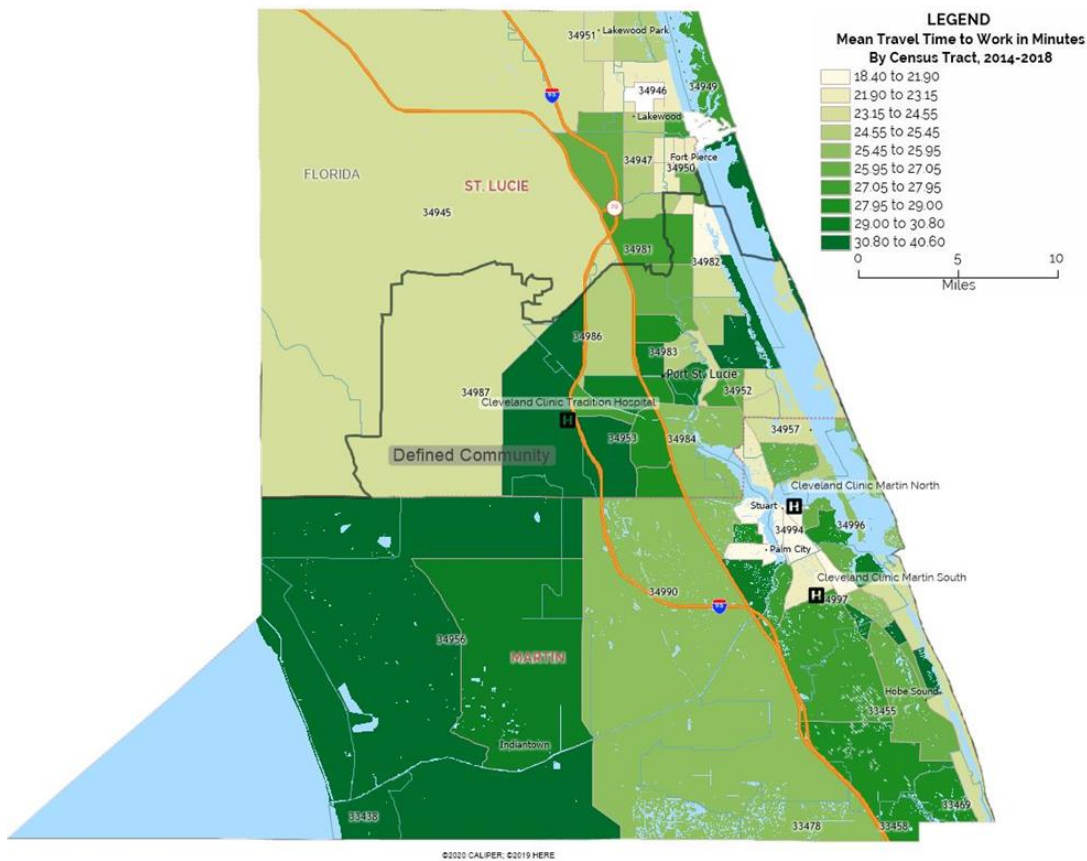 LEGEND
Mean Travel Time to Work in Minutes
By Census Tract, 2014-2018
18.40 to 21.90
21.90 to 23.15
23.15 to 24.55
24.55 to 25.45
25.45 to 25.95
25.95 to 27.05
27.05 to 27.95
27.95 to 29.00
29.00 to 30.80
30.80 to 40.60
0 5 10
Miles
34951
Lakewood Park
95
34946
34949
Lakewood
34947
Fort Pierce
34950
FLORIDA
ST. LUCIE
34945
70
34981
34982
34986
34983
Port St. Lucie
34987
34952
Cleveland Clinic Tradition Hospital
H
34953
34984
34957
Defined Community
Cleveland Clinic Martin North
Stuart
H
34994
34996
Palm City
Cleveland Clinic Martin South
34990
H
34997
95
34956
MARTIN
Hobe Sound
33455
Indiantown
33438
33478
33458
33469
©2020 CALIPER; ©2019 HERE